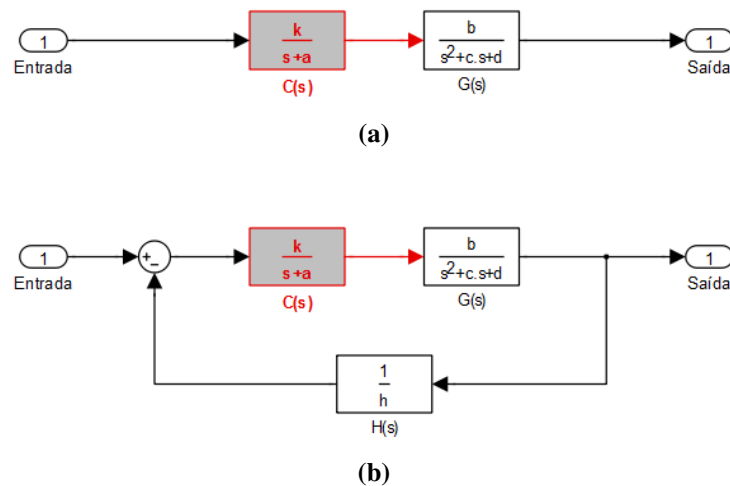 1
Entrada
k
s+a
C(s)
b
s²+c.s+d
G(s)
1
Saída
(a)
1
Entrada
+
−
k
s+a
C(s)
b
s²+c.s+d
G(s)
1
Saída
1
h
H(s)
(b)